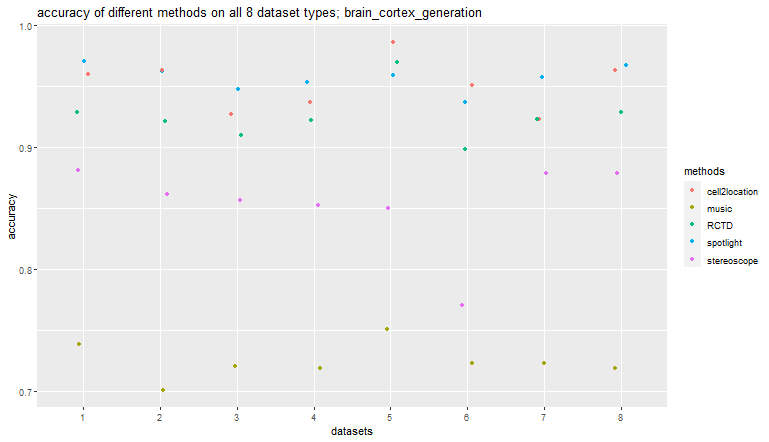 accuracy of different methods on all 8 dataset types; brain_cortex_generation
1.0
0.9
0.8
0.7
accuracy
1 2 3 4 5 6 7 8
datasets
methods
cell2location
music
RCTD
spotlight
stereoscope